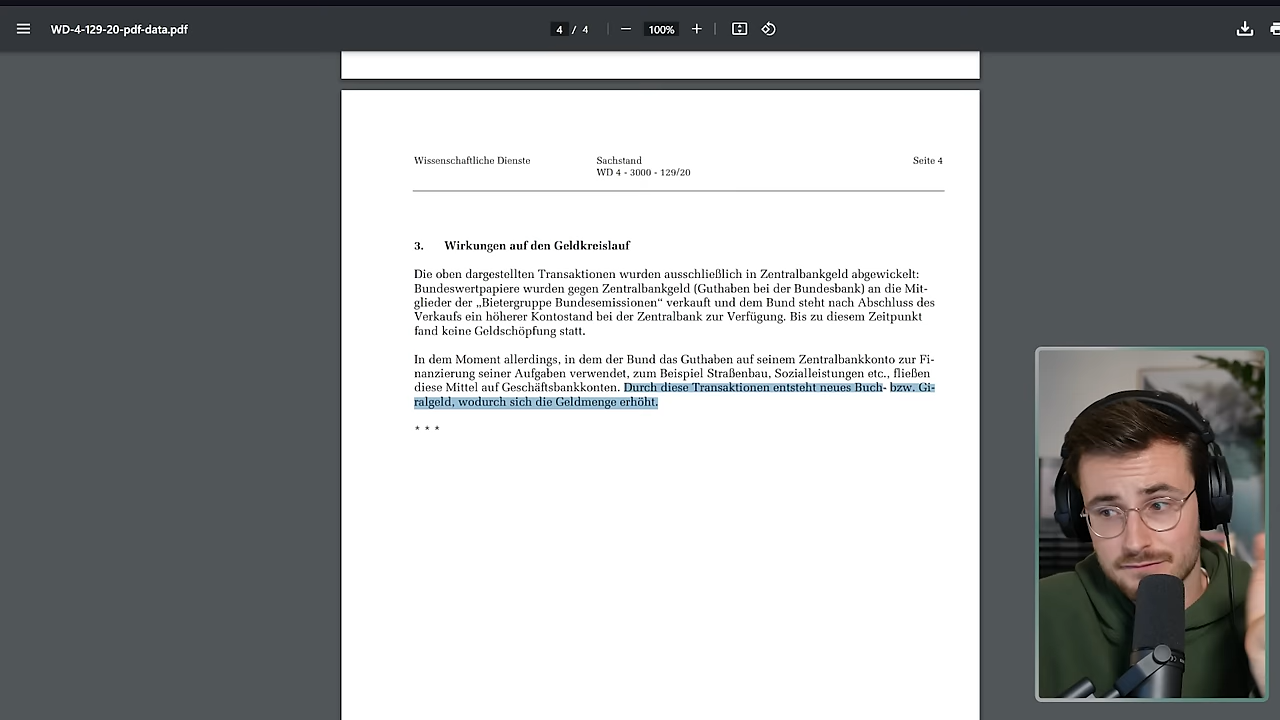 WD-4-129-20-pdf-data.pdf
4 / 4
100%
Wissenschaftliche Dienste
Sachstand
WD 4 - 3000 - 129/20
Seite 4
3. Wirkungen auf den Geldkreislauf
Die oben dargestellten Transaktionen wurden ausschließlich in Zentralbankgeld abgewickelt:
Bundeswertpapiere wurden gegen Zentralbankgeld (Guthaben bei der Bundesbank) an die Mit-
glieder der „Bietergruppe Bundesemissionen“ verkauft und dem Bund steht nach Abschluss des
Verkaufs ein höherer Kontostand bei der Zentralbank zur Verfügung. Bis zu diesem Zeitpunkt
fand keine Geldschöpfung statt.
In dem Moment allerdings, in dem der Bund das Guthaben auf seinem Zentralbankkonto zur Fi-
nanzierung seiner Aufgaben verwendet, zum Beispiel Straßenbau, Sozialleistungen etc., fließen
diese Mittel auf Geschäftsbankkonten. Durch diese Transaktionen entsteht neues Buch- bzw. Gi-
ralgeld, wodurch sich die Geldmenge erhöht.
* * *